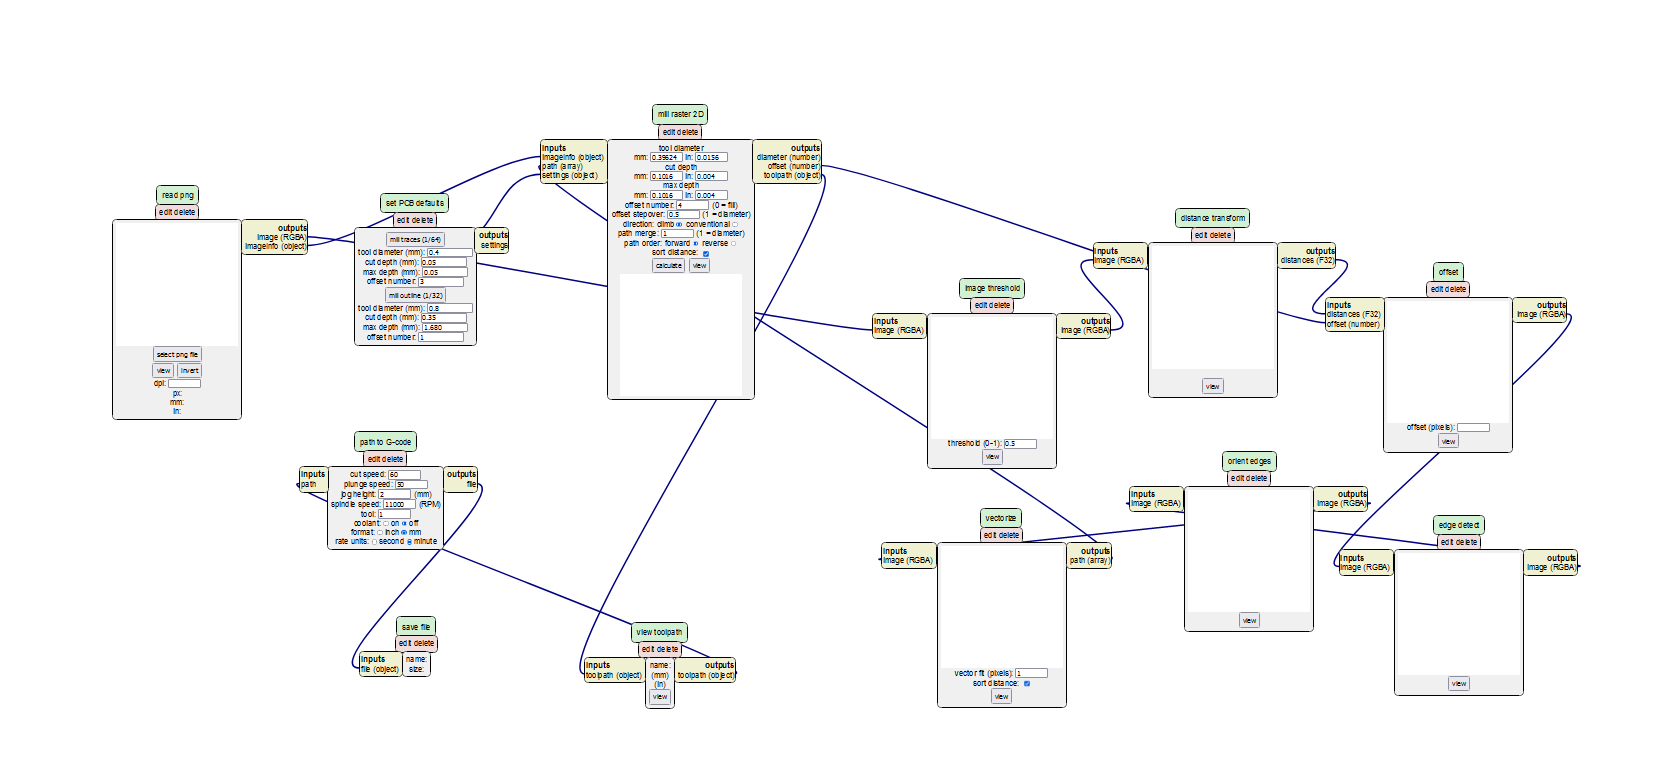 read png
edit delete
outputs
image (RGBA)
imageInfo (object)
select png file
view invert
dpi:
px:
mm:
in:
set PCB defaults
edit delete
outputs
settings
mill traces (1/64)
tool diameter (mm): 0.4
cut depth (mm): 0.05
max depth (mm): 0.05
offset number: 3
mill outline (1/32)
tool diameter (mm): 0.8
cut depth (mm): 0.35
max depth (mm): 1.680
offset number: 1
mill raster 2D
edit delete
inputs
imageInfo (object)
path (array)
settings (object)
tool diameter
mm: 0.39624 in: 0.0156
cut depth
mm: 0.1016 in: 0.004
max depth
mm: 0.1016 in: 0.004
offset number: 4 (0 = fill)
offset stepover: 0.5 (1 = diameter)
direction: climb conventional
path merge: 1 (1 = diameter)
path order: forward reverse
sort distance:
calculate view
outputs
diameter (number)
offset (number)
toolpath (object)
image threshold
edit delete
inputs
image (RGBA)
outputs
image (RGBA)
threshold (0-1): 0.5
view
distance transform
edit delete
inputs
image (RGBA)
outputs
distances (F32)
view
offset
edit delete
inputs
distances (F32)
offset (number)
outputs
image (RGBA)
offset (pixels):
view
path to G-code
edit delete
inputs
path
cut speed: 60
plunge speed: 30
jog height: 2 (mm)
spindle speed: 11000 (RPM)
tool: 1
coolant: on off
format: inch mm
rate units: second minute
outputs
file
save file
edit delete
inputs
file (object)
name:
size:
view toolpath
edit delete
inputs
toolpath (object)
name:
(mm)
(in)
view
outputs
toolpath (object)
vectorize
edit delete
inputs
image (RGBA)
outputs
path (array)
vector fit (pixels): 1
sort distance:
view
orient edges
edit delete
inputs
image (RGBA)
outputs
image (RGBA)
view
edge detect
edit delete
inputs
image (RGBA)
outputs
image (RGBA)
view